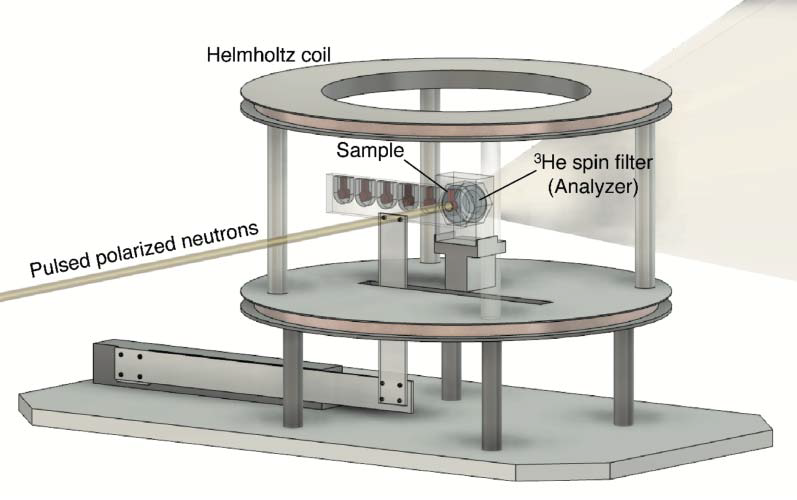 Helmholtz coil
Sample
³He spin filter
(Analyzer)
Pulsed polarized neutrons